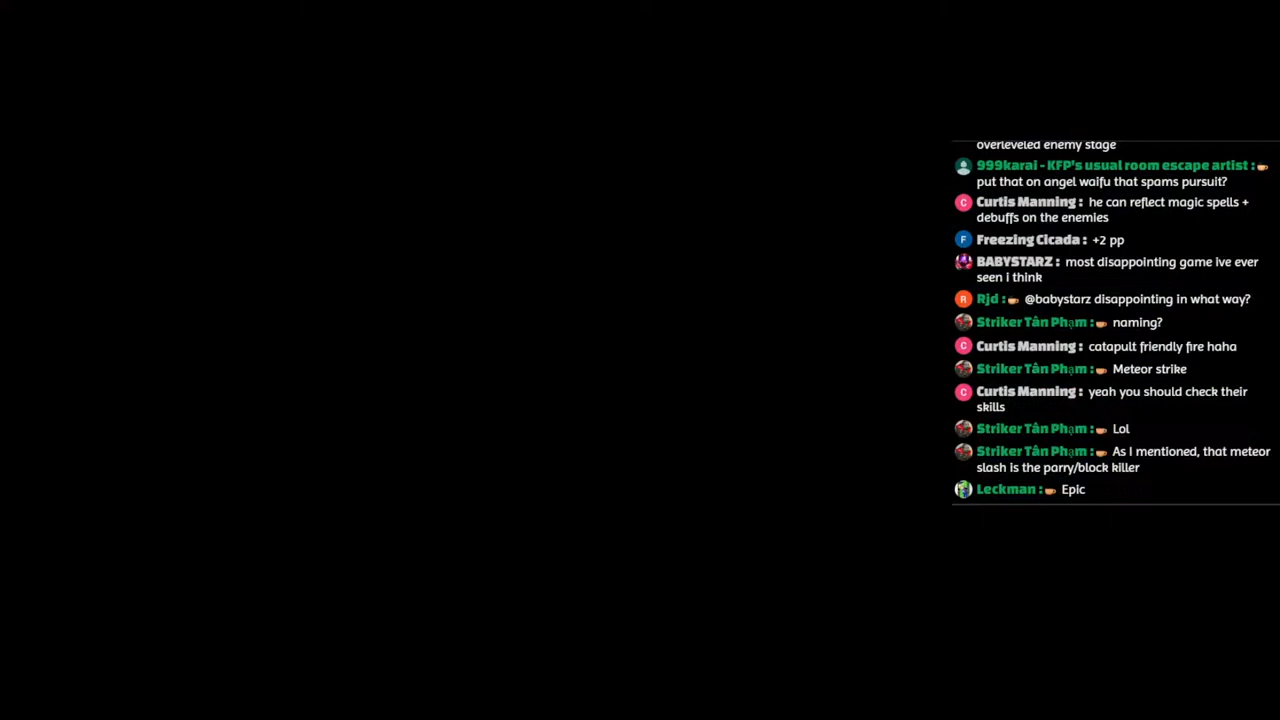 overleveled enemy stage
999karai - KFP's usual room escape artist :
put that on angel waifu that spams pursuit?
Curtis Manning : he can reflect magic spells +
debuffs on the enemies
Freezing Cicada : +2 pp
BABYSTARZ : most disappointing game ive ever
seen i think
Rjd : @babystarz disappointing in what way?
Striker Tân Phạm : naming?
Curtis Manning : catapult friendly fire haha
Striker Tân Phạm : Meteor strike
Curtis Manning : yeah you should check their
skills
Striker Tân Phạm : Lol
Striker Tân Phạm : As I mentioned, that meteor
slash is the parry/block killer
Leckman : Epic